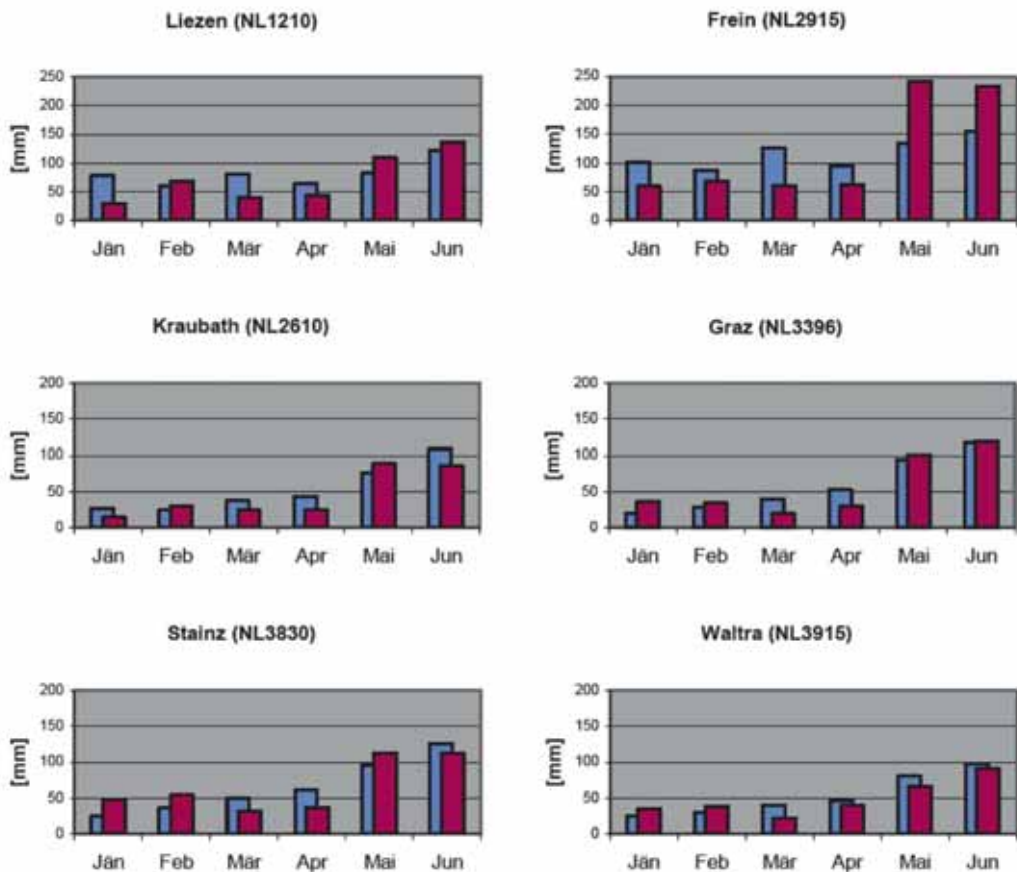 Liezen (NL1210)
[mm]
250
200
150
100
50
0
Jän Feb Mär Apr Mai Jun
Frein (NL2915)
[mm]
250
200
150
100
50
0
Jän Feb Mär Apr Mai Jun
Kraubath (NL2610)
[mm]
200
150
100
50
0
Jän Feb Mär Apr Mai Jun
Graz (NL3396)
[mm]
200
150
100
50
0
Jän Feb Mär Apr Mai Jun
Stainz (NL3830)
[mm]
200
150
100
50
0
Jän Feb Mär Apr Mai Jun
Waltra (NL3915)
[mm]
200
150
100
50
0
Jän Feb Mär Apr Mai Jun